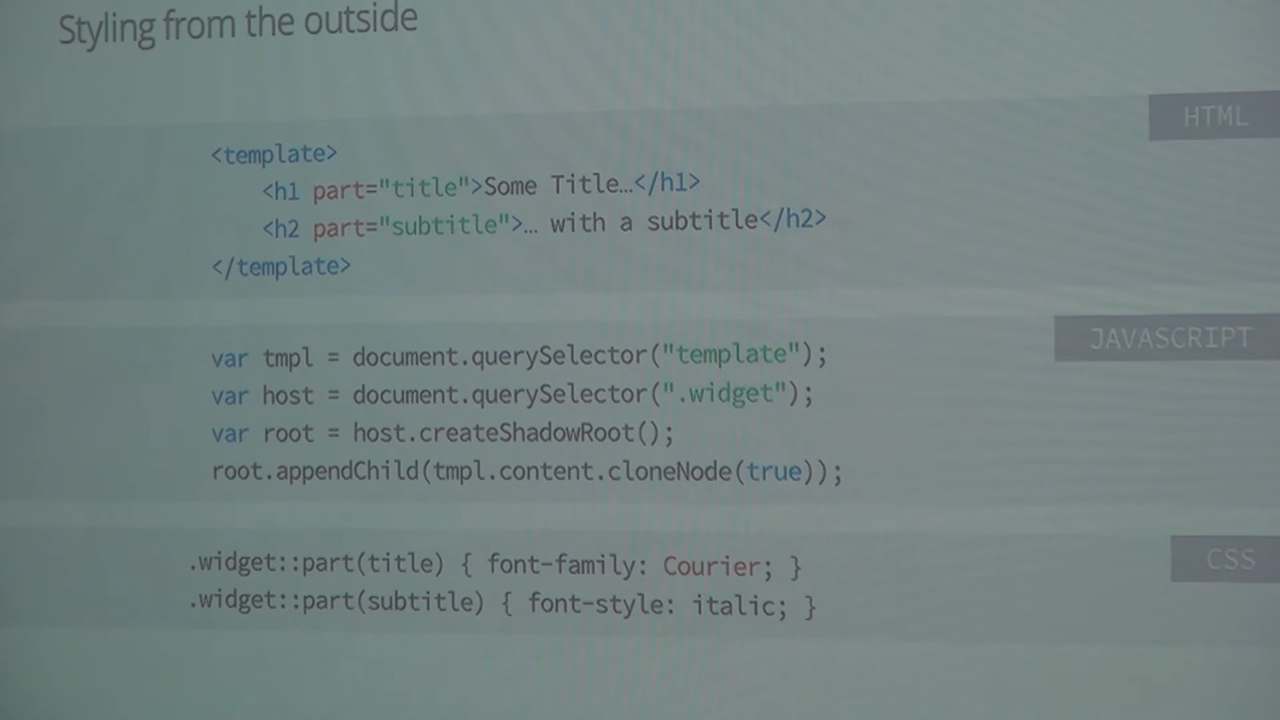 Styling from the outside
HTML
<template>
<h1 part="title">Some Title…</h1>
<h2 part="subtitle">… with a subtitle</h2>
</template>
JAVASCRIPT
var tmpl = document.querySelector("template");
var host = document.querySelector(".widget");
var root = host.createShadowRoot();
root.appendChild(tmpl.content.cloneNode(true));
CSS
.widget::part(title) { font-family: Courier; }
.widget::part(subtitle) { font-style: italic; }